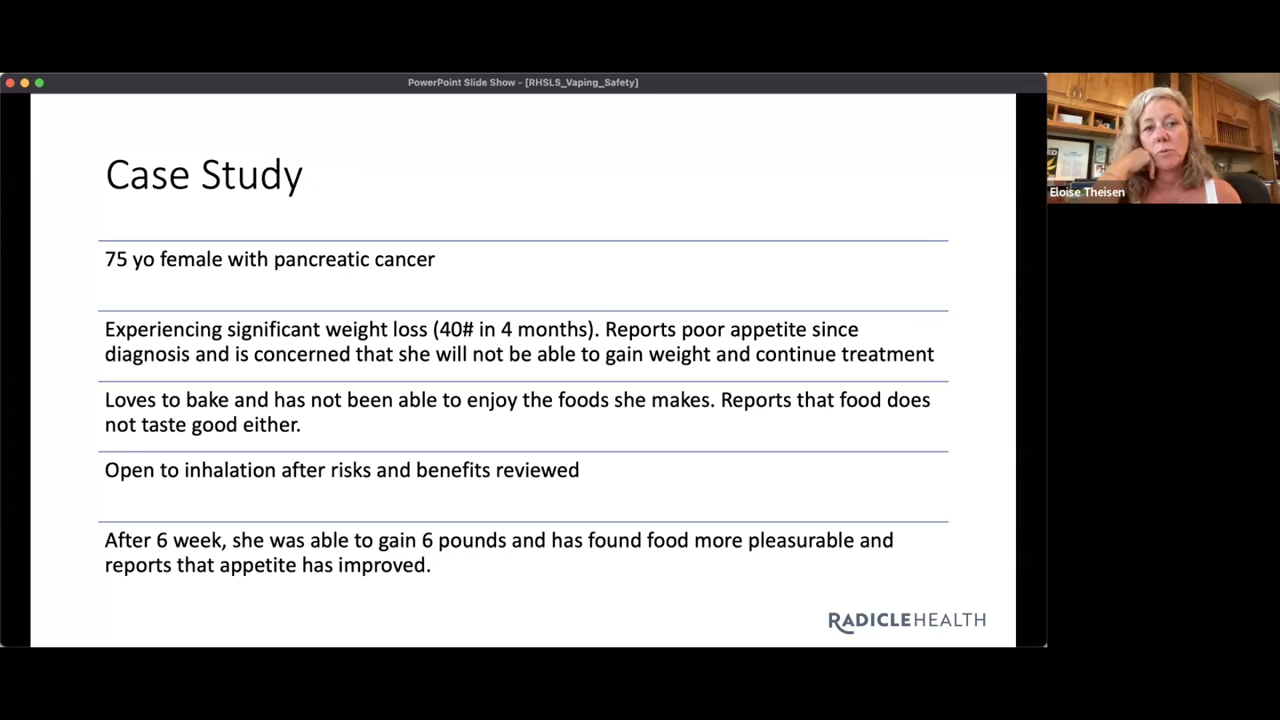 PowerPoint Slide Show - [RHSLS_Vaping_Safety]
Case Study
75 yo female with pancreatic cancer
Experiencing significant weight loss (40# in 4 months). Reports poor appetite since
diagnosis and is concerned that she will not be able to gain weight and continue treatment
Loves to bake and has not been able to enjoy the foods she makes. Reports that food does
not taste good either.
Open to inhalation after risks and benefits reviewed
After 6 week, she was able to gain 6 pounds and has found food more pleasurable and
reports that appetite has improved.
RADICLEHEALTH
Eloise Theisen